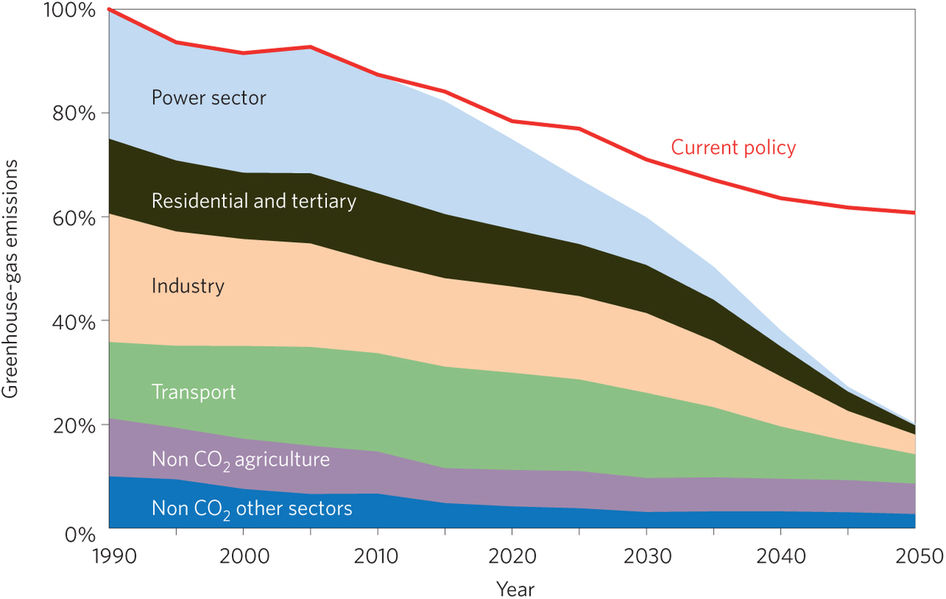 100%
80%
60%
40%
20%
0%
Greenhouse-gas emissions
Power sector
Current policy
Residential and tertiary
Industry
Transport
Non CO₂ agriculture
Non CO₂ other sectors
1990 2000 2010 2020 2030 2040 2050
Year